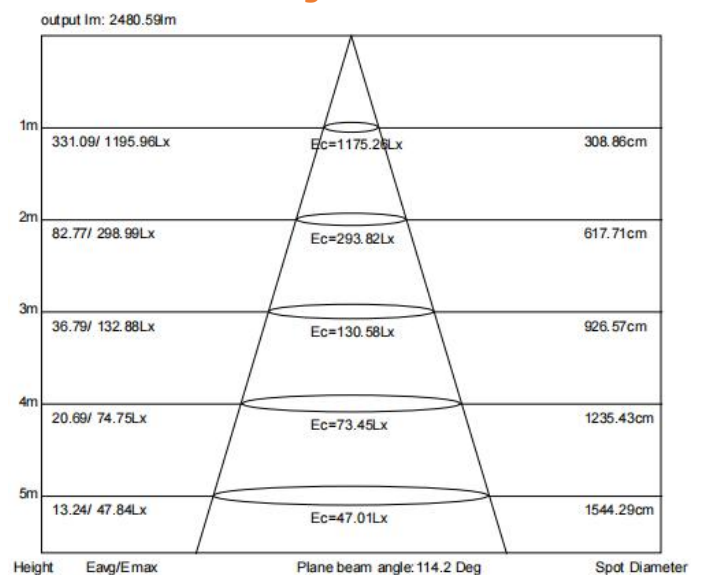 output lm: 2480.59lm
1m
331.09/ 1195.96Lx
Ec=1175.26Lx
308.86cm
2m
82.77/ 298.99Lx
Ec=293.82Lx
617.71cm
3m
36.79/ 132.88Lx
Ec=130.58Lx
926.57cm
4m
20.69/ 74.75Lx
Ec=73.45Lx
1235.43cm
5m
13.24/ 47.84Lx
Ec=47.01Lx
1544.29cm
Height Eavg/Emax Plane beam angle:114.2 Deg Spot Diameter